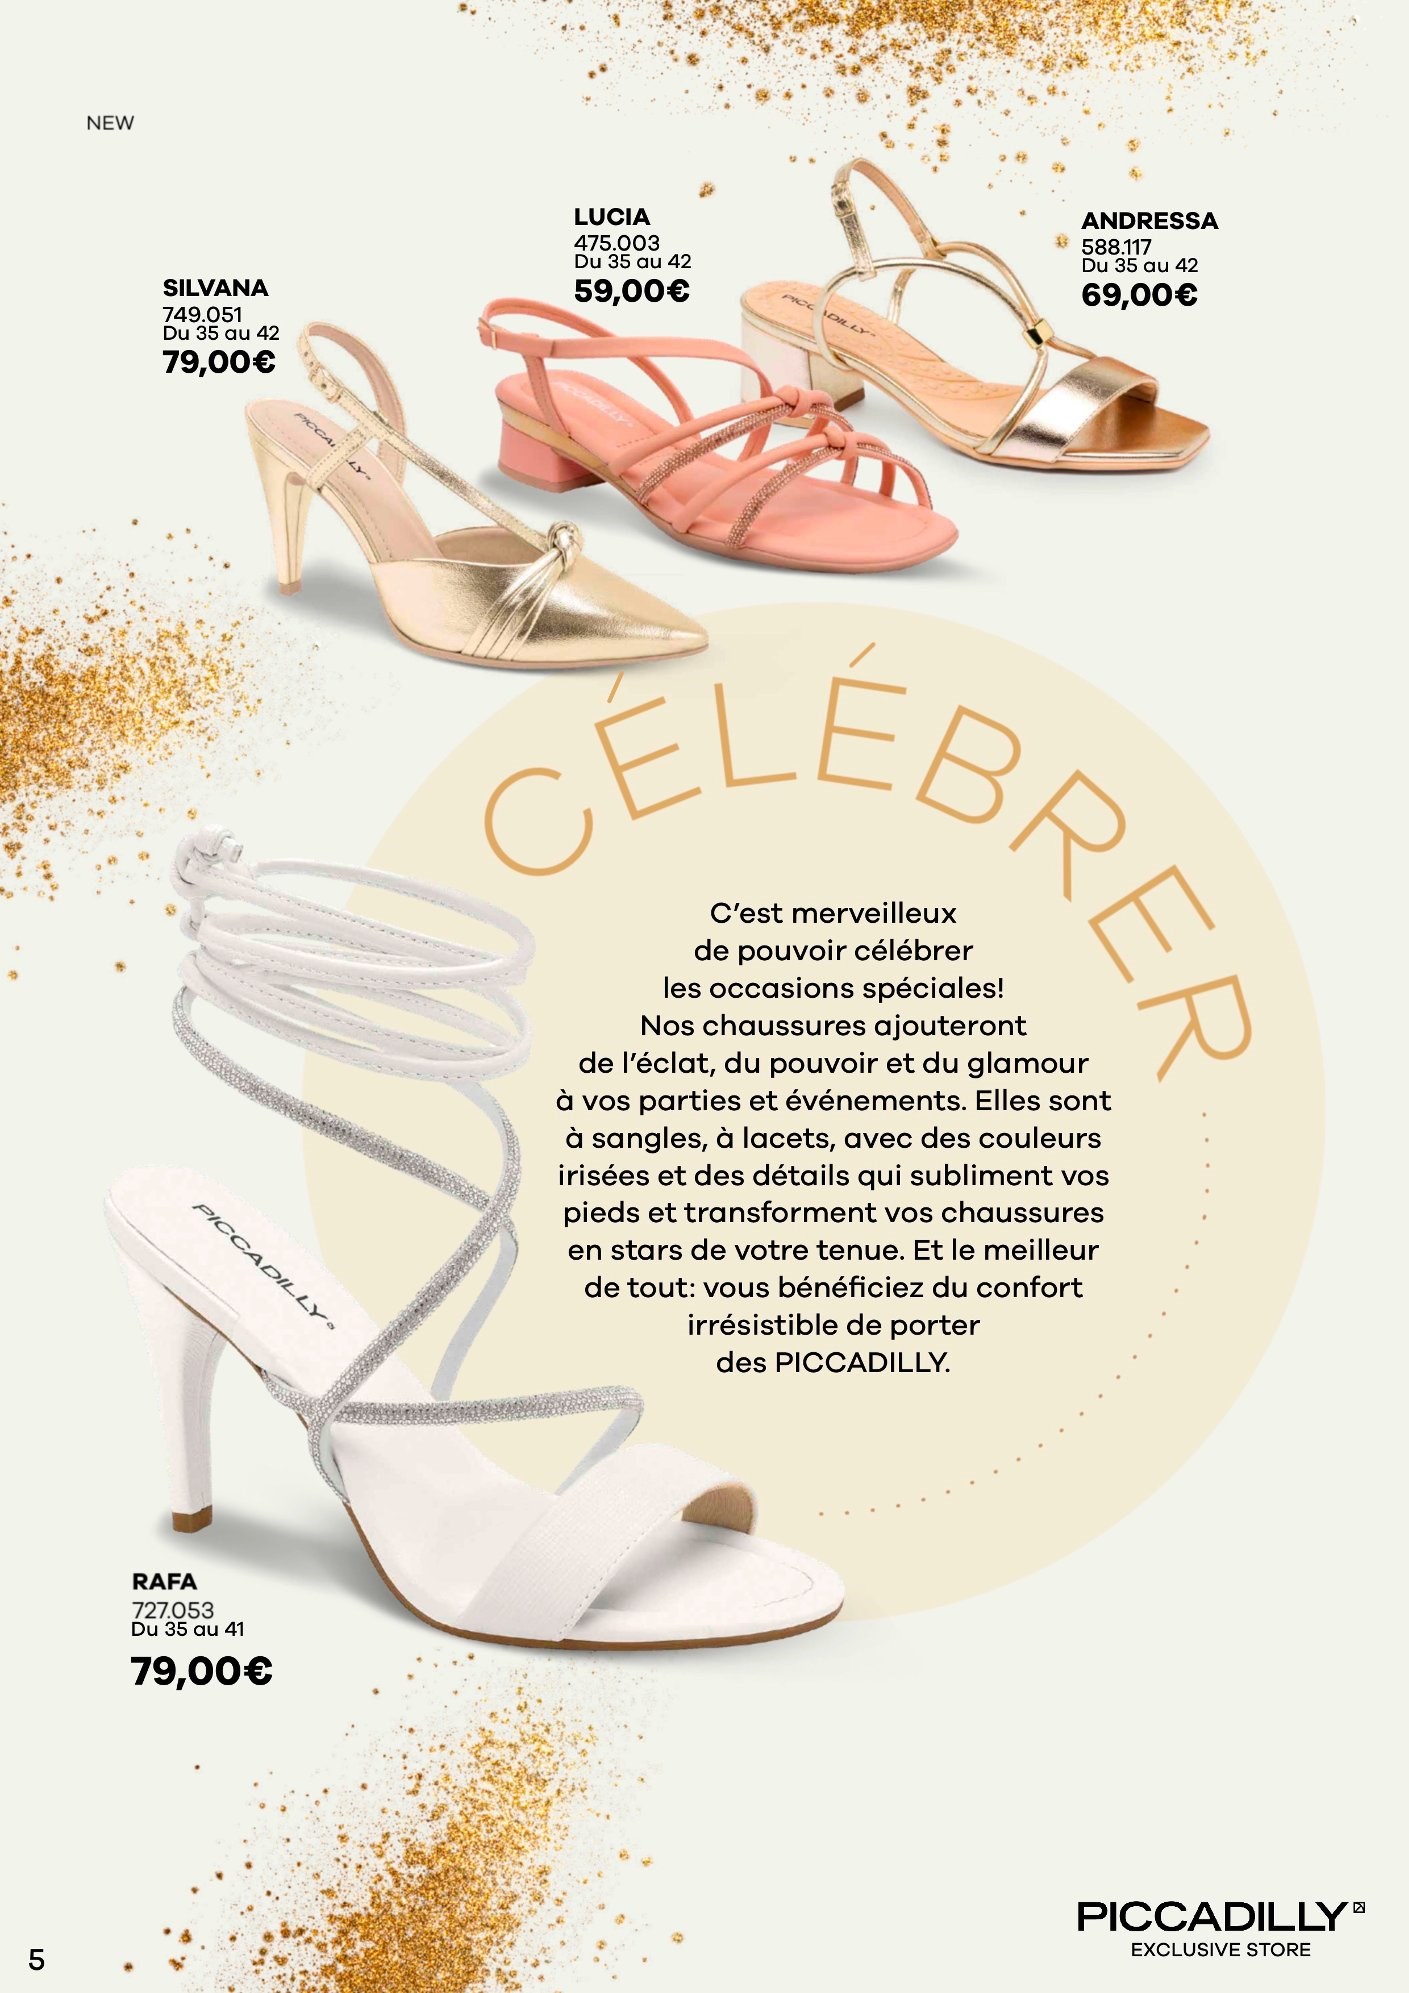 NEW
SILVANA
749.051
Du 35 au 42
79,00€
LUCIA
475.003
Du 35 au 42
59,00€
ANDRESSA
588.117
Du 35 au 42
69,00€
PICCADILLY
PICCADILLY
PICCADILLY
CÉLÉBRER
C’est merveilleux
de pouvoir célébrer
les occasions spéciales!
Nos chaussures ajouteront
de l’éclat, du pouvoir et du glamour
à vos parties et événements. Elles sont
à sangles, à lacets, avec des couleurs
irisées et des détails qui subliment vos
pieds et transforment vos chaussures
en stars de votre tenue. Et le meilleur
de tout: vous bénéficiez du confort
irrésistible de porter
des PICCADILLY.
PICCADILLY
RAFA
727.053
Du 35 au 41
79,00€
PICCADILLY
EXCLUSIVE STORE
5